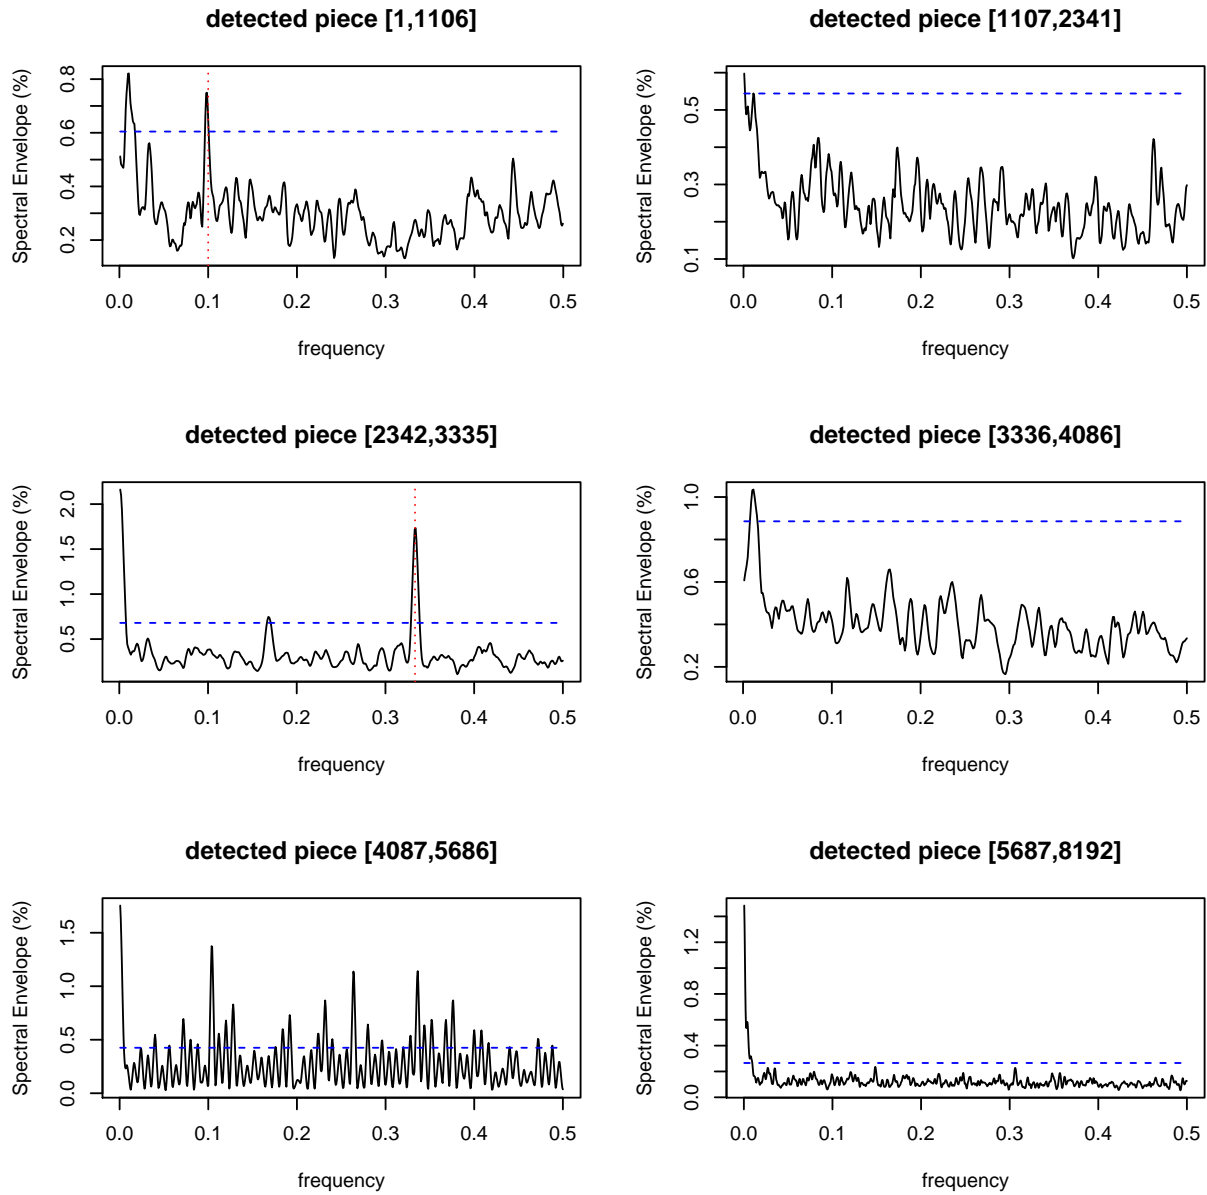 detected piece [1,1106]
Spectral Envelope (%)
0.2 0.4 0.6 0.8
0.0 0.1 0.2 0.3 0.4 0.5
frequency
detected piece [1107,2341]
Spectral Envelope (%)
0.1 0.3 0.5
0.0 0.1 0.2 0.3 0.4 0.5
frequency
detected piece [2342,3335]
Spectral Envelope (%)
0.5 1.0 1.5 2.0
0.0 0.1 0.2 0.3 0.4 0.5
frequency
detected piece [3336,4086]
Spectral Envelope (%)
0.2 0.6 1.0
0.0 0.1 0.2 0.3 0.4 0.5
frequency
detected piece [4087,5686]
Spectral Envelope (%)
0.0 0.5 1.0 1.5
0.0 0.1 0.2 0.3 0.4 0.5
frequency
detected piece [5687,8192]
Spectral Envelope (%)
0.0 0.4 0.8 1.2
0.0 0.1 0.2 0.3 0.4 0.5
frequency